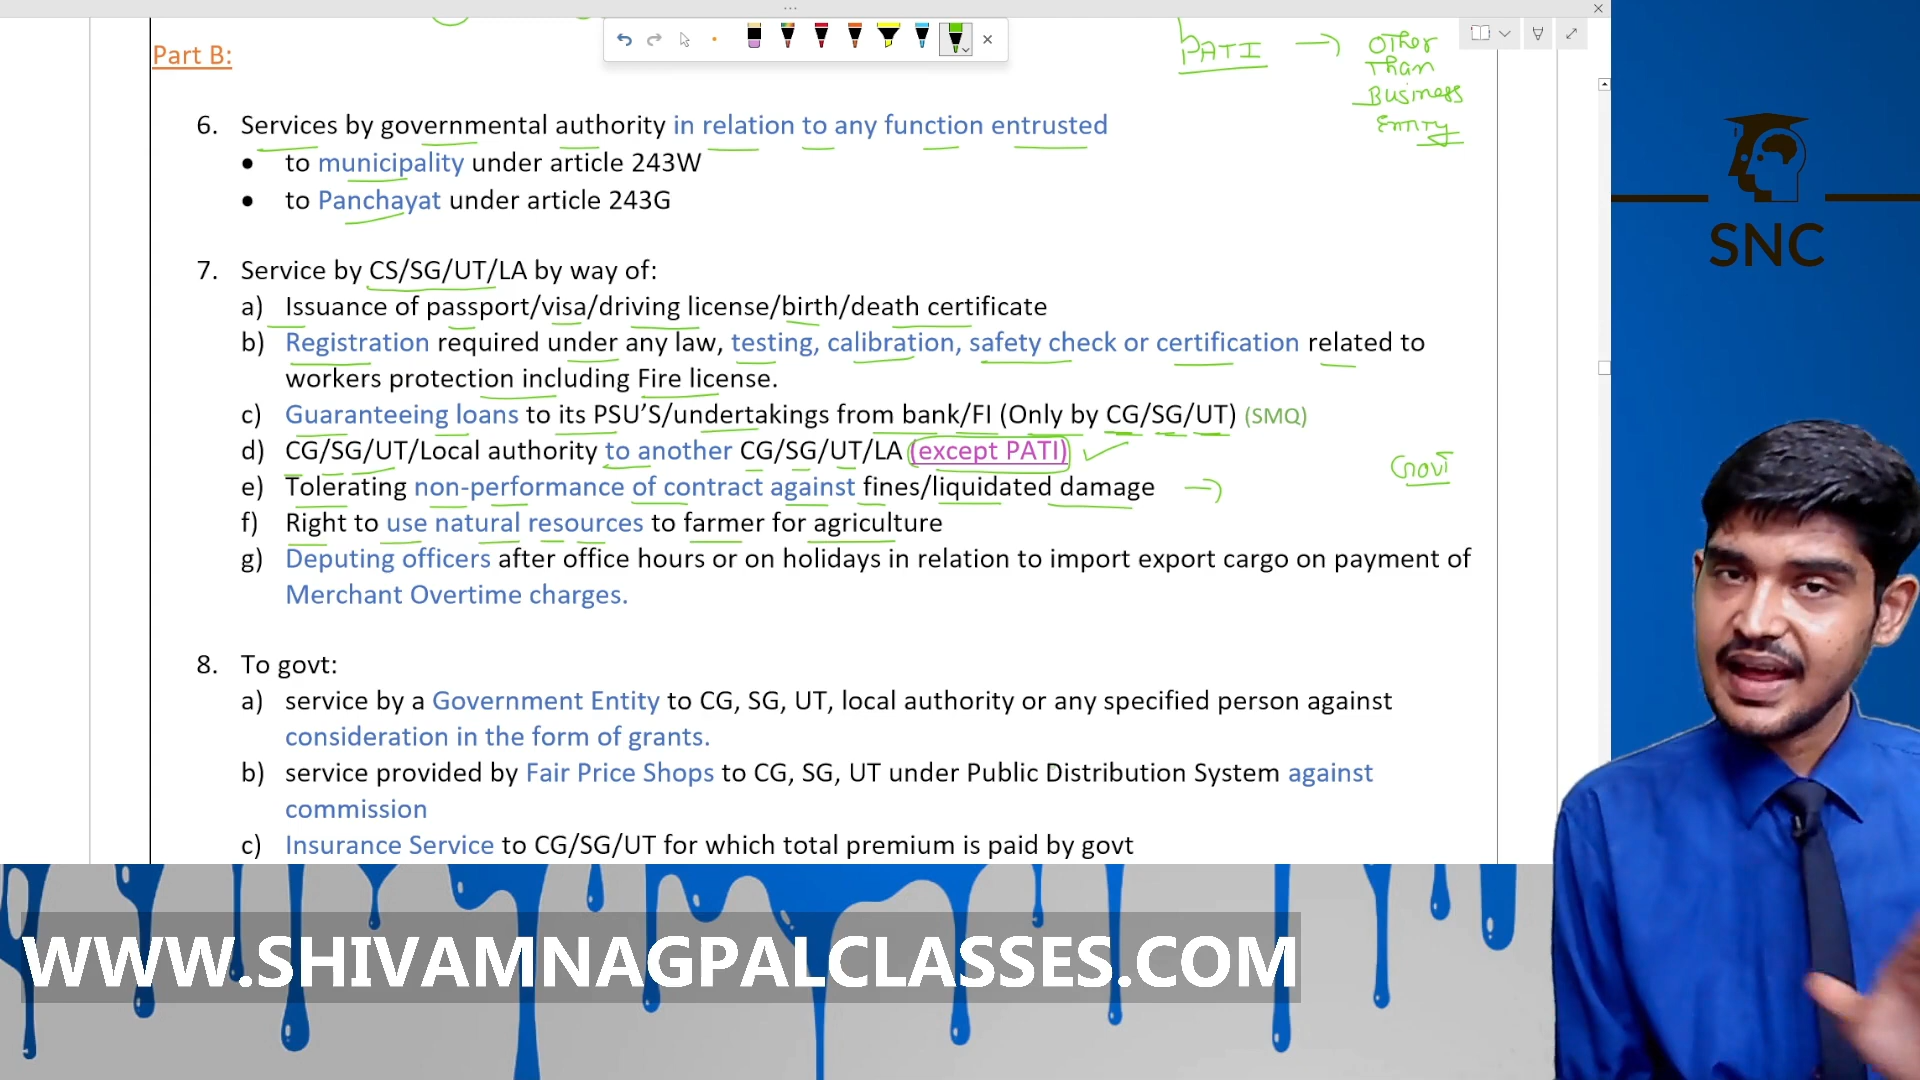 PATI → Other
Than
Business
Entity
Part B:
6. Services by governmental authority in relation to any function entrusted
• to municipality under article 243W
• to Panchayat under article 243G
SNC
7. Service by CS/SG/UT/LA by way of:
a) Issuance of passport/visa/driving license/birth/death certificate
b) Registration required under any law, testing, calibration, safety check or certification related to
workers protection including Fire license.
c) Guaranteeing loans to its PSU'S/undertakings from bank/FI (Only by CG/SG/UT) (SMQ)
d) CG/SG/UT/Local authority to another CG/SG/UT/LA (except PATI)
Govt
e) Tolerating non-performance of contract against fines/liquidated damage →
f) Right to use natural resources to farmer for agriculture
g) Deputing officers after office hours or on holidays in relation to import export cargo on payment of
Merchant Overtime charges.
8. To govt:
a) service by a Government Entity to CG, SG, UT, local authority or any specified person against
consideration in the form of grants.
b) service provided by Fair Price Shops to CG, SG, UT under Public Distribution System against
commission
c) Insurance Service to CG/SG/UT for which total premium is paid by govt
WWW.SHIVAMNAGPALCLASSES.COM